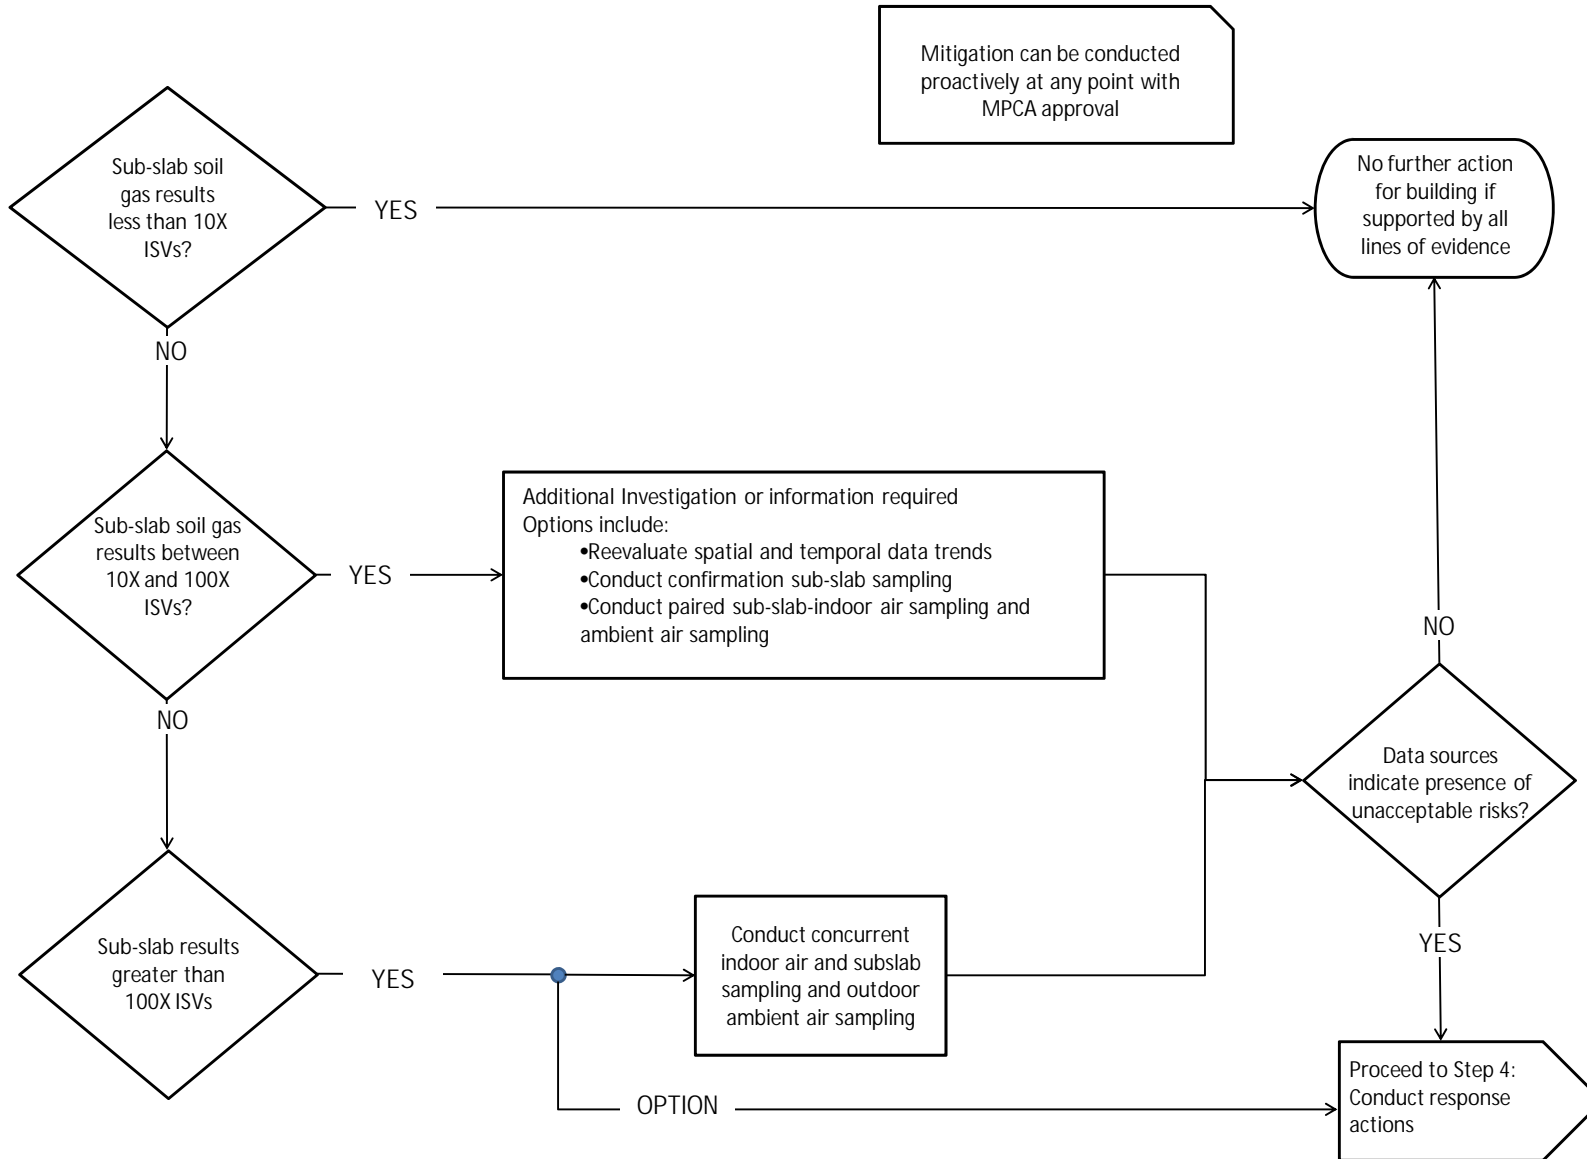 Mitigation can be conducted
proactively at any point with
MPCA approval
Sub-slab soil
gas results
less than 10X
ISVs?
YES
No further action
for building if
supported by all
lines of evidence
NO
Sub-slab soil gas
results between
10X and 100X
ISVs?
YES
Additional Investigation or information required
Options include:
•Reevaluate spatial and temporal data trends
•Conduct confirmation sub-slab sampling
•Conduct paired sub-slab-indoor air sampling and
ambient air sampling
NO
NO
Data sources
indicate presence of
unacceptable risks?
Sub-slab results
greater than
100X ISVs
YES
Conduct concurrent
indoor air and subslab
sampling and outdoor
ambient air sampling
YES
OPTION
Proceed to Step 4:
Conduct response
actions